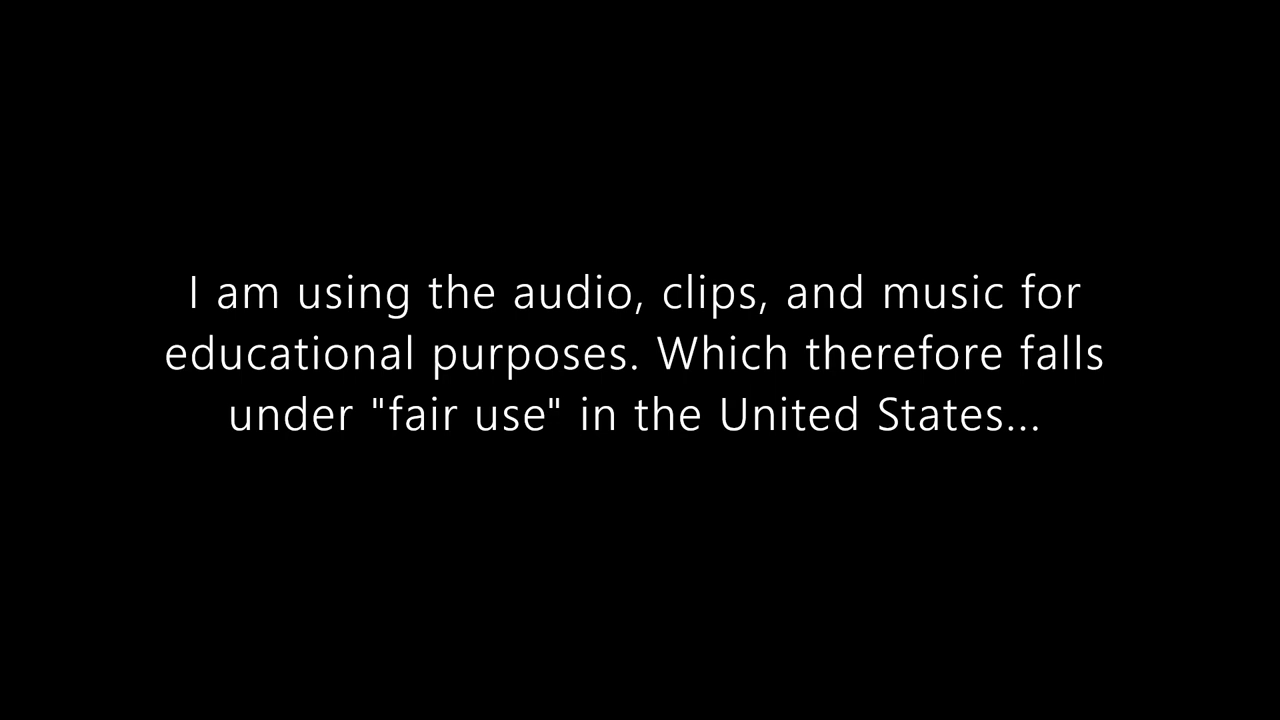 I am using the audio, clips, and music for
educational purposes. Which therefore falls
under "fair use" in the United States...